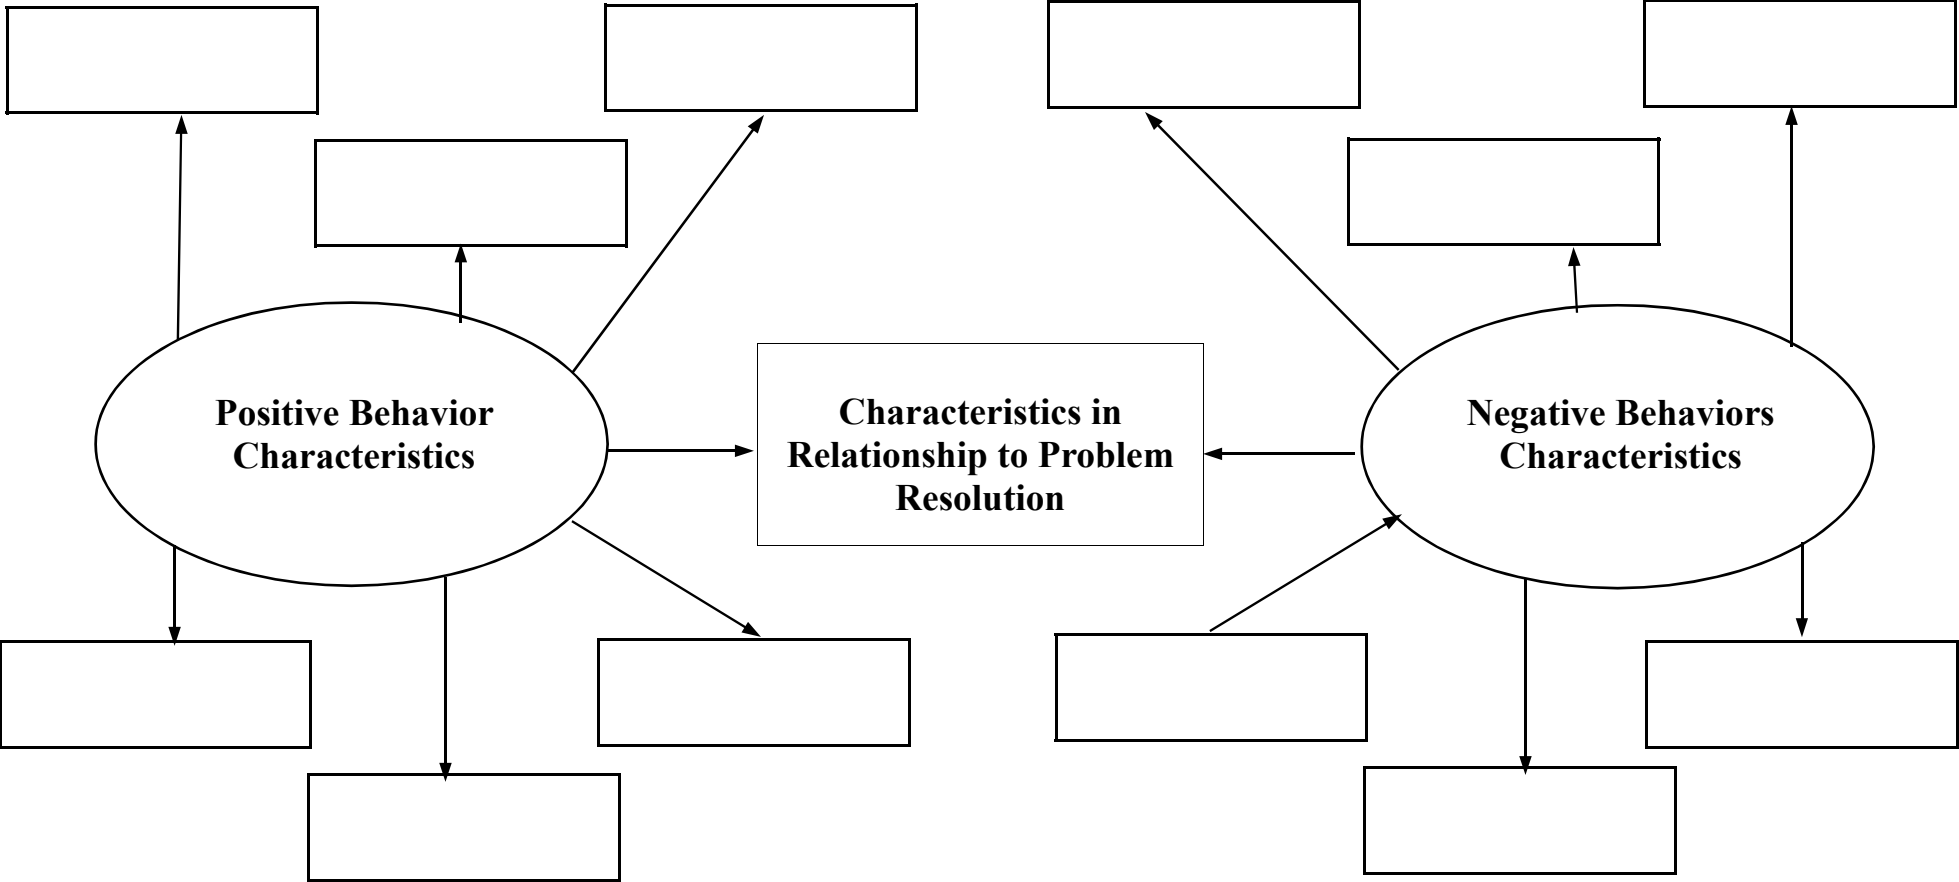 Positive Behavior
Characteristics
Characteristics in
Relationship to Problem
Resolution
Negative Behaviors
Characteristics